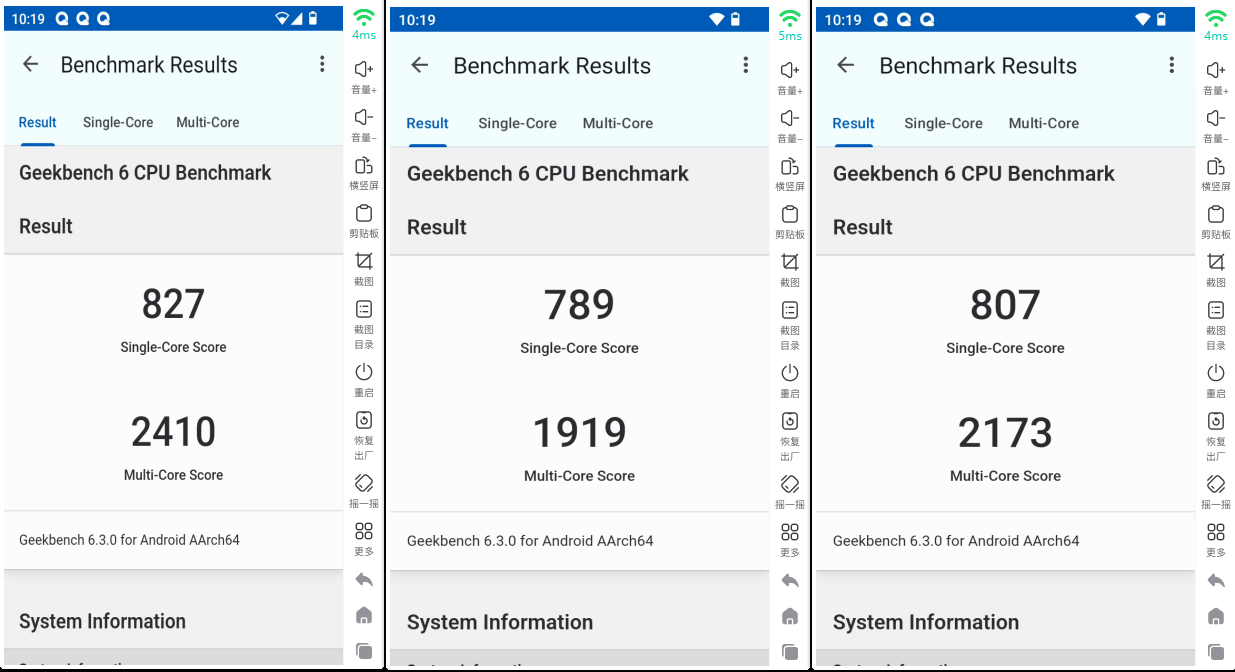 10:19
4ms
Benchmark Results
Result Single-Core Multi-Core
Geekbench 6 CPU Benchmark
Result
827
Single-Core Score
2410
Multi-Core Score
Geekbench 6.3.0 for Android AArch64
System Information
音量+
音量-
横竖屏
剪贴板
截图
截图
目录
重启
恢复
出厂
摇一摇
更多
10:19
5ms
Benchmark Results
Result Single-Core Multi-Core
Geekbench 6 CPU Benchmark
Result
789
Single-Core Score
1919
Multi-Core Score
Geekbench 6.3.0 for Android AArch64
System Information
音量+
音量-
横竖屏
剪贴板
截图
截图
目录
重启
恢复
出厂
摇一摇
更多
10:19
4ms
Benchmark Results
Result Single-Core Multi-Core
Geekbench 6 CPU Benchmark
Result
807
Single-Core Score
2173
Multi-Core Score
Geekbench 6.3.0 for Android AArch64
System Information
音量+
音量-
横竖屏
剪贴板
截图
截图
目录
重启
恢复
出厂
摇一摇
更多